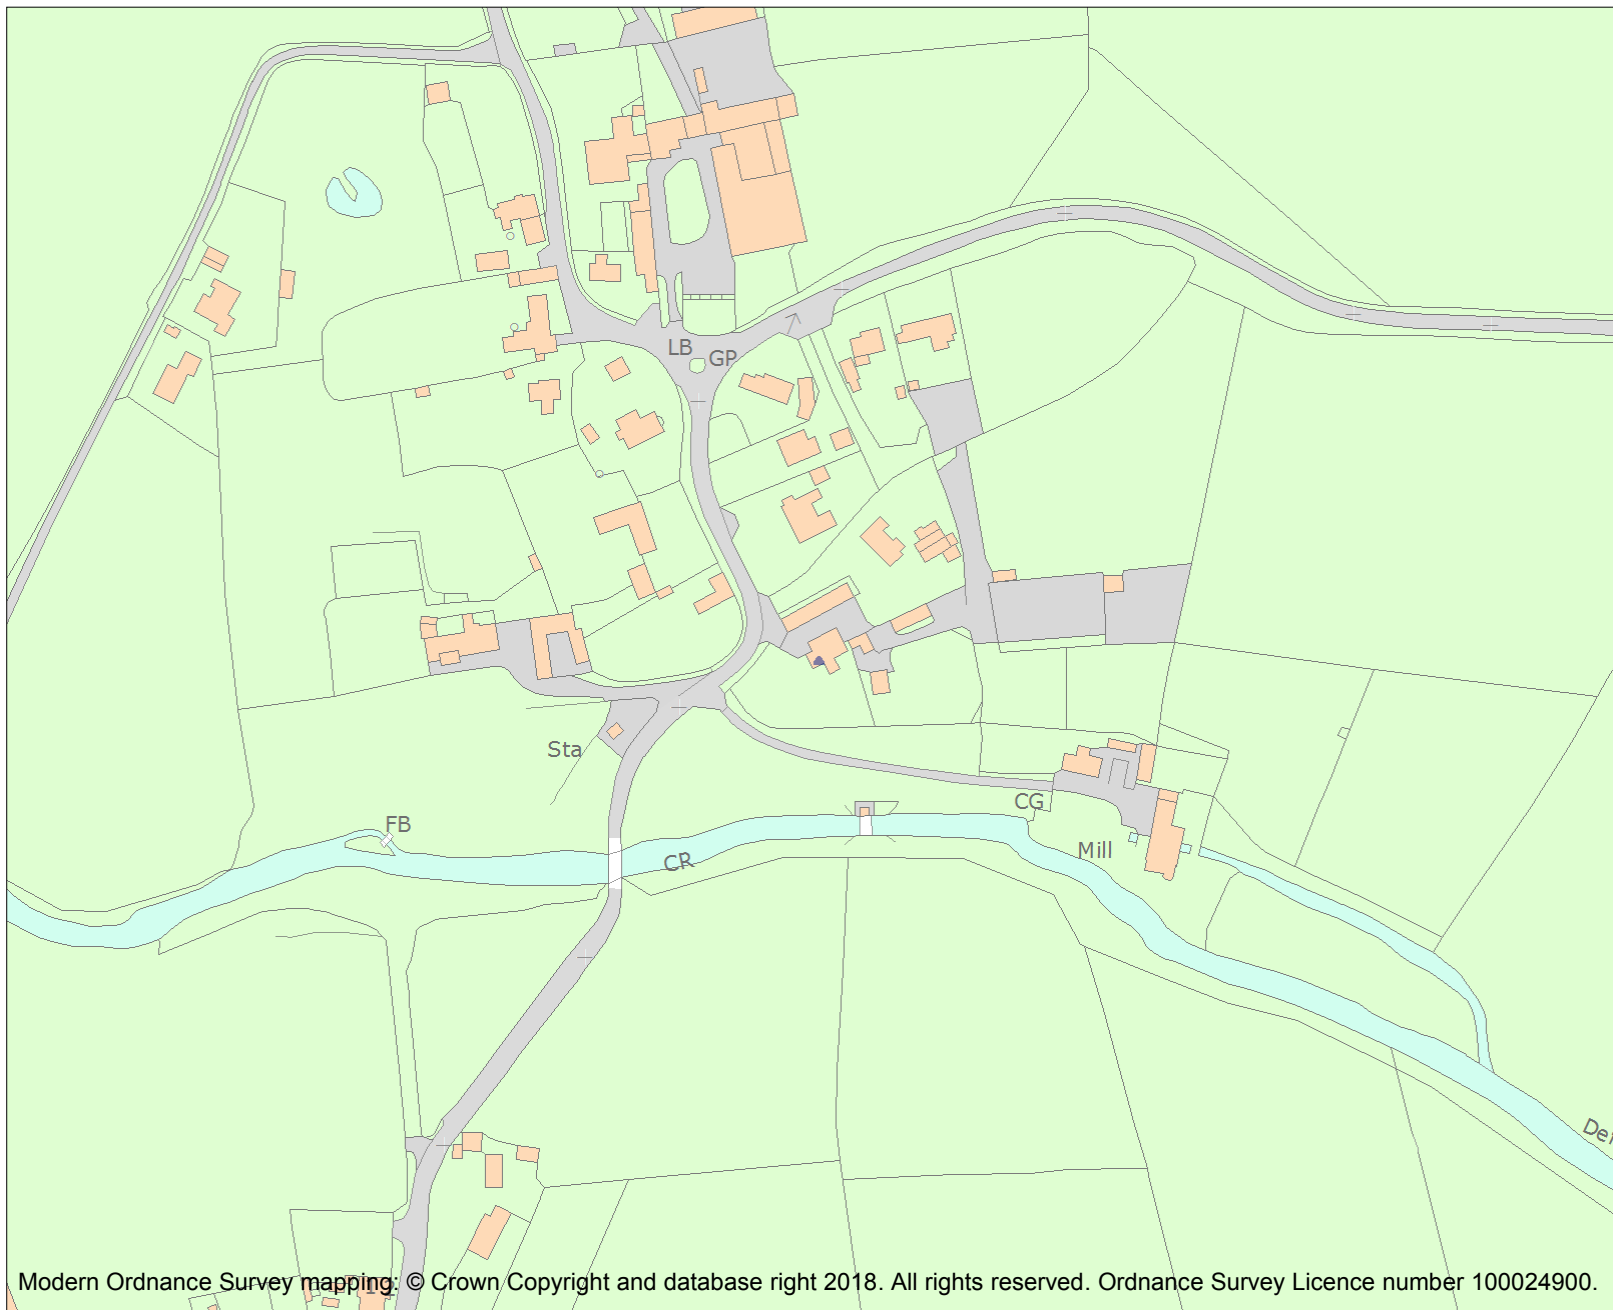 LB
GP
Sta
CG
FB
Mill
CR
Modern Ordnance Survey mapping: © Crown Copyright and database right 2018. All rights reserved. Ordnance Survey Licence number 100024900.